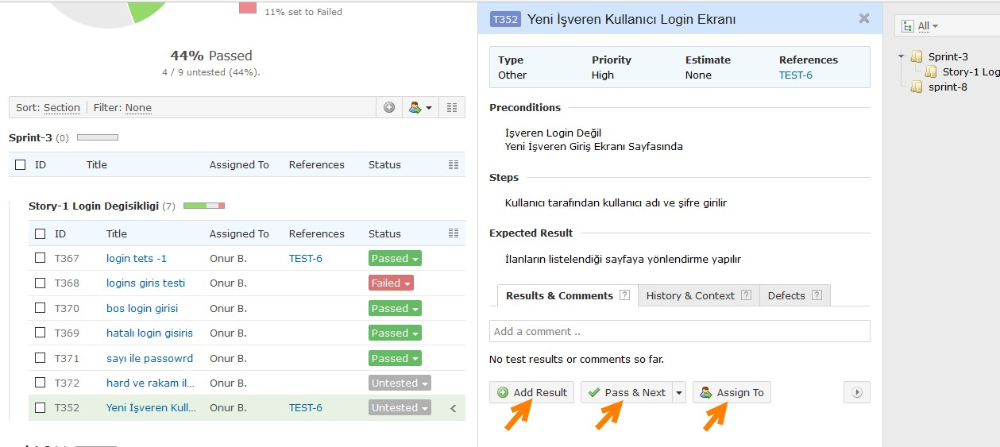 11% set to Failed
44% Passed
4 / 9 untested (44%).
Sort: Section Filter: None
Sprint-3 (0)
ID Title Assigned To References Status
Story-1 Login Degisikligi (7)
ID Title Assigned To References Status
T367 login tets -1 Onur B. TEST-6 Passed
T368 logins giris testi Onur B. Failed
T370 bos login girisi Onur B. Passed
T369 hatalı login gisiris Onur B. Passed
T371 sayı ile passowrd Onur B. Passed
T372 hard ve rakam il... Onur B. Untested
T352 Yeni İşveren Kull... Onur B. TEST-6 Untested
T352 Yeni İşveren Kullanıcı Login Ekranı
Type Priority Estimate References
Other High None TEST-6
Preconditions
İşveren Login Değil
Yeni İşveren Giriş Ekranı Sayfasında
Steps
Kullanıcı tarafından kullanıcı adı ve şifre girilir
Expected Result
İlanların listelendiği sayfaya yönlendirme yapılır
Results & Comments ? History & Context ? Defects ?
Add a comment ..
No test results or comments so far.
Add Result Pass & Next Assign To
All
Sprint-3
Story-1 Log
sprint-8